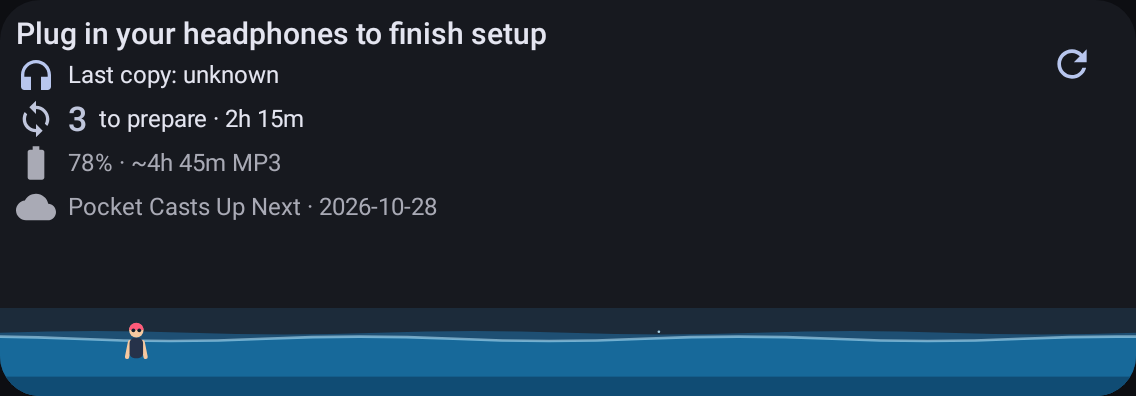 Plug in your headphones to finish setup
Last copy: unknown
3 to prepare · 2h 15m
78% · ~4h 45m MP3
Pocket Casts Up Next · 2026-10-28